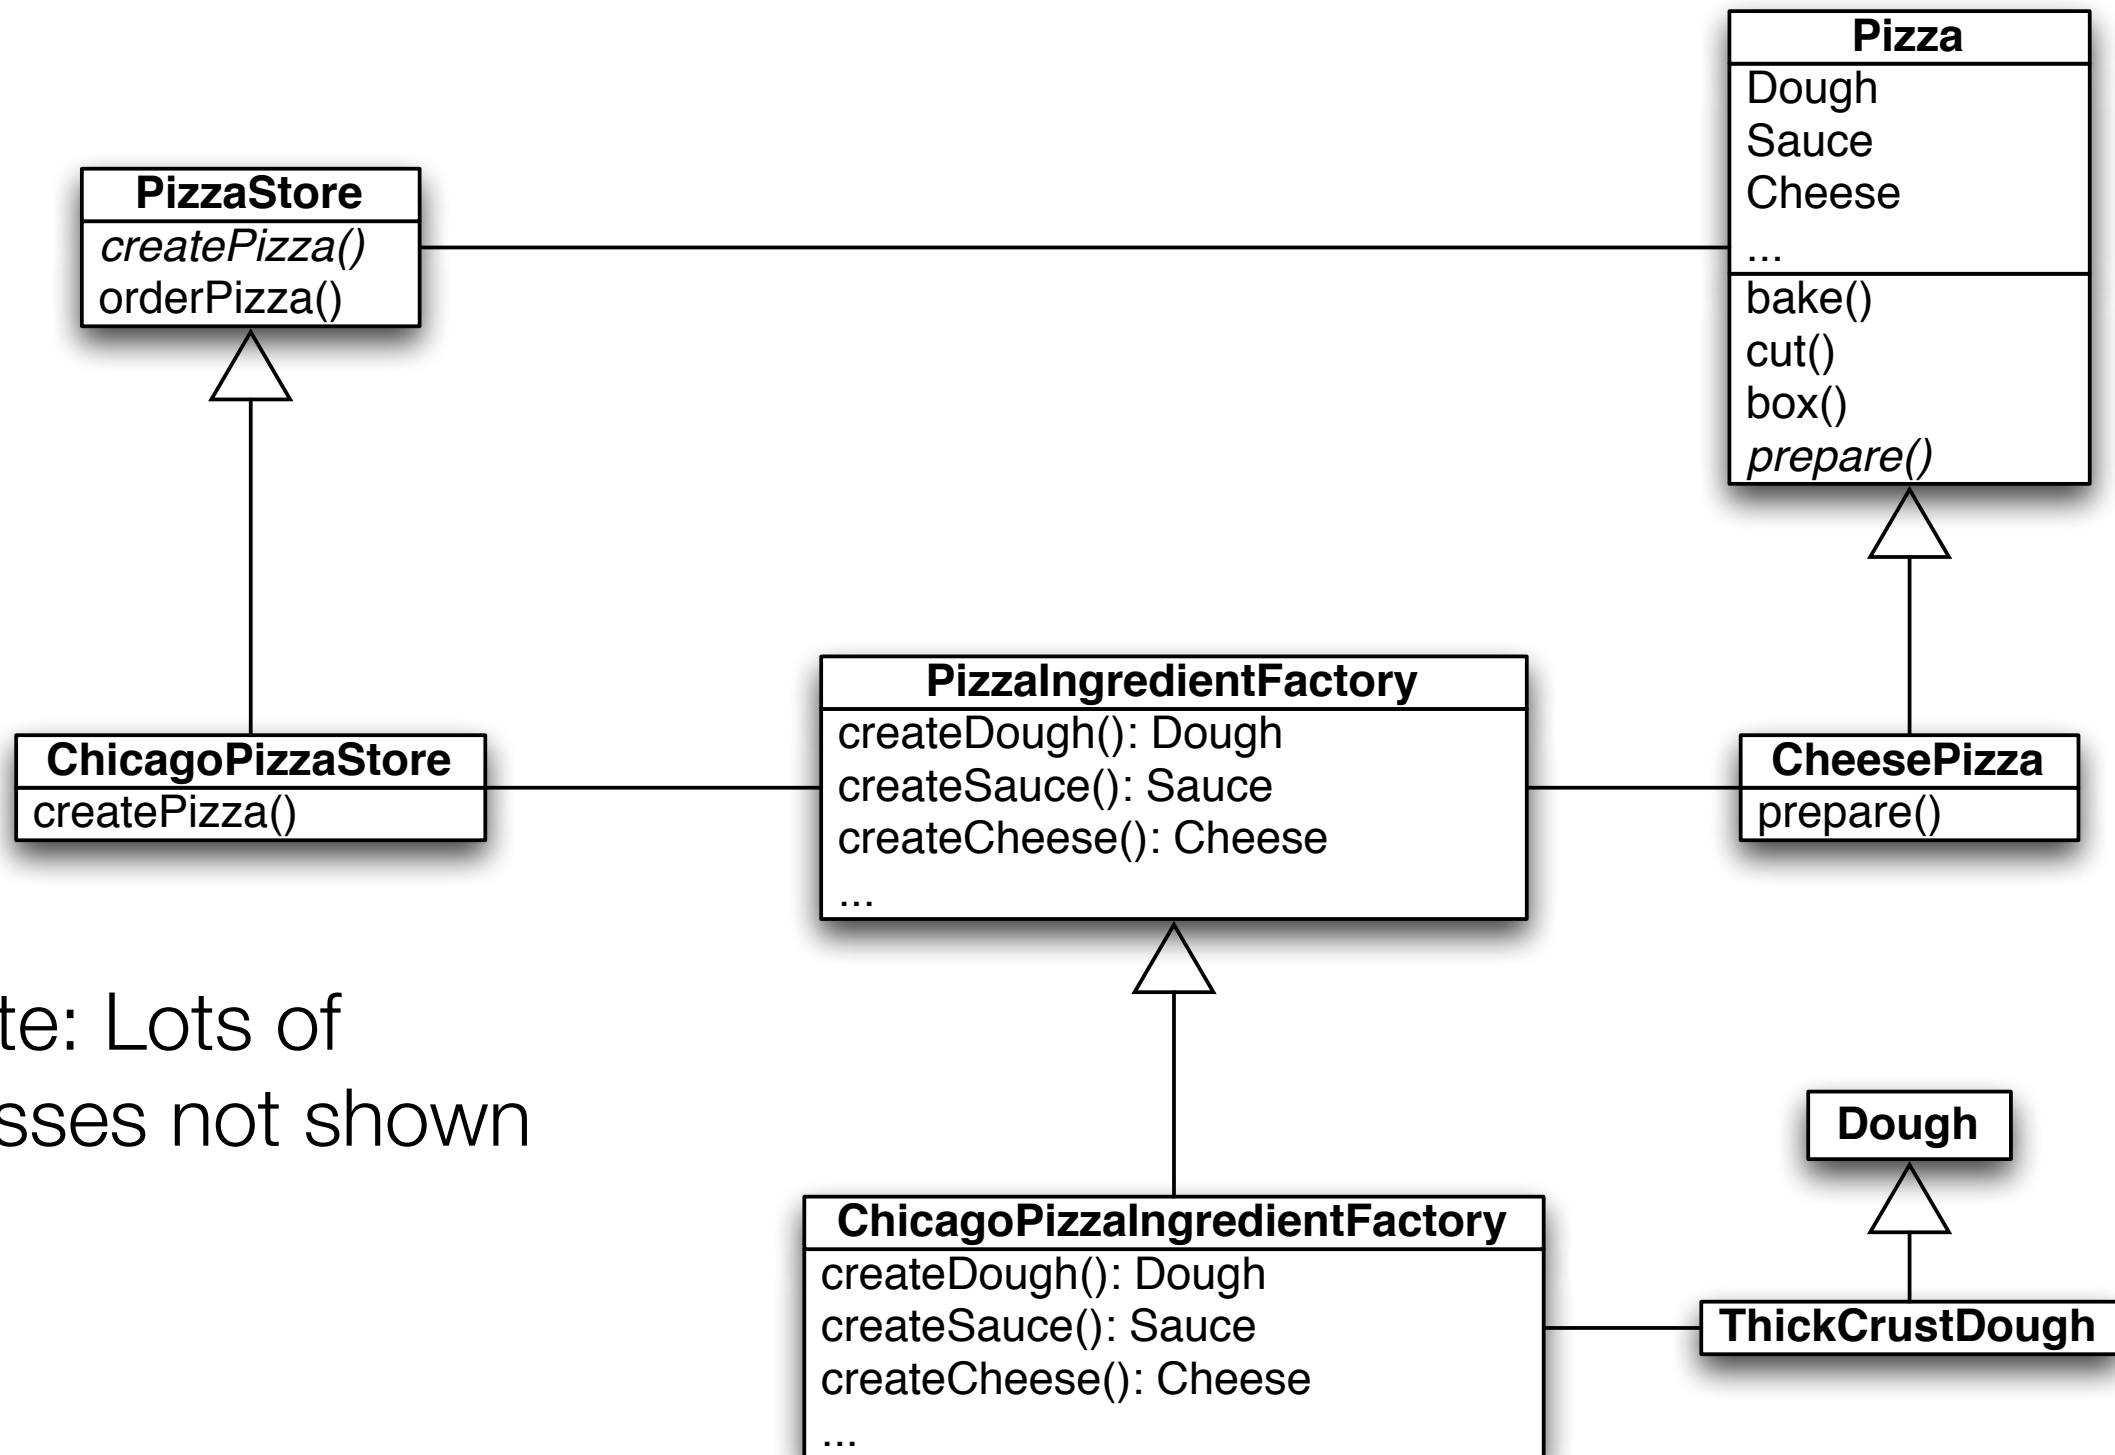 Pizza
Dough
Sauce
Cheese
...
bake()
cut()
box()
prepare()
PizzaStore
createPizza()
orderPizza()
ChicagoPizzaStore
createPizza()
PizzaIngredientFactory
createDough(): Dough
createSauce(): Sauce
createCheese(): Cheese
...
CheesePizza
prepare()
te: Lots of
sses not shown
Dough
ThickCrustDough
ChicagoPizzaIngredientFactory
createDough(): Dough
createSauce(): Sauce
createCheese(): Cheese
...